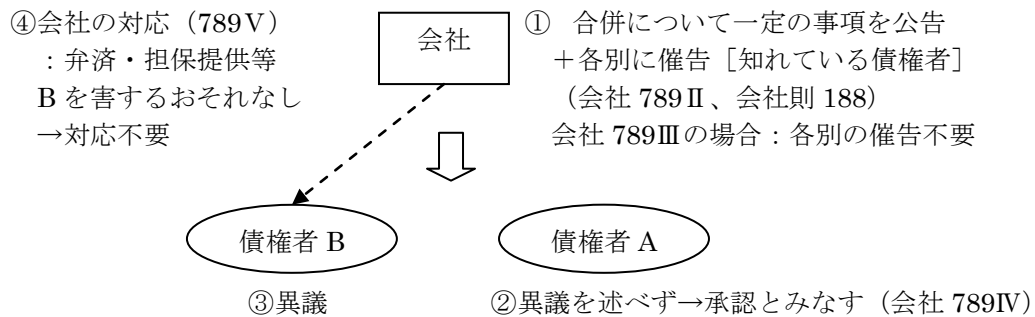 ④会社の対応（789Ⅴ）
：弁済・担保提供等
B を害するおそれなし
→対応不要
会社
① 合併について一定の事項を公告
＋各別に催告［知れている債権者］
（会社 789Ⅱ、会社則 188）
会社 789Ⅲの場合：各別の催告不要
債権者 B
債権者 A
③異議
②異議を述べず→承認とみなす（会社 789Ⅳ）